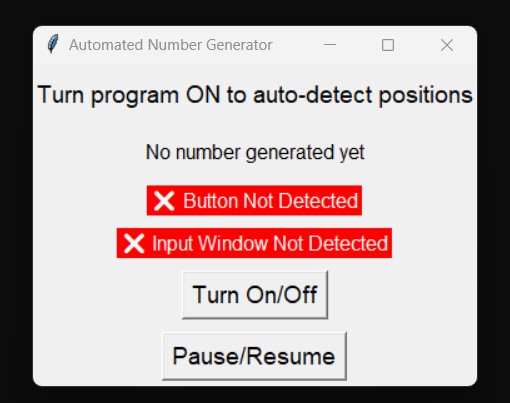 Automated Number Generator
Turn program ON to auto-detect positions
No number generated yet
❌ Button Not Detected
❌ Input Window Not Detected
Turn On/Off
Pause/Resume